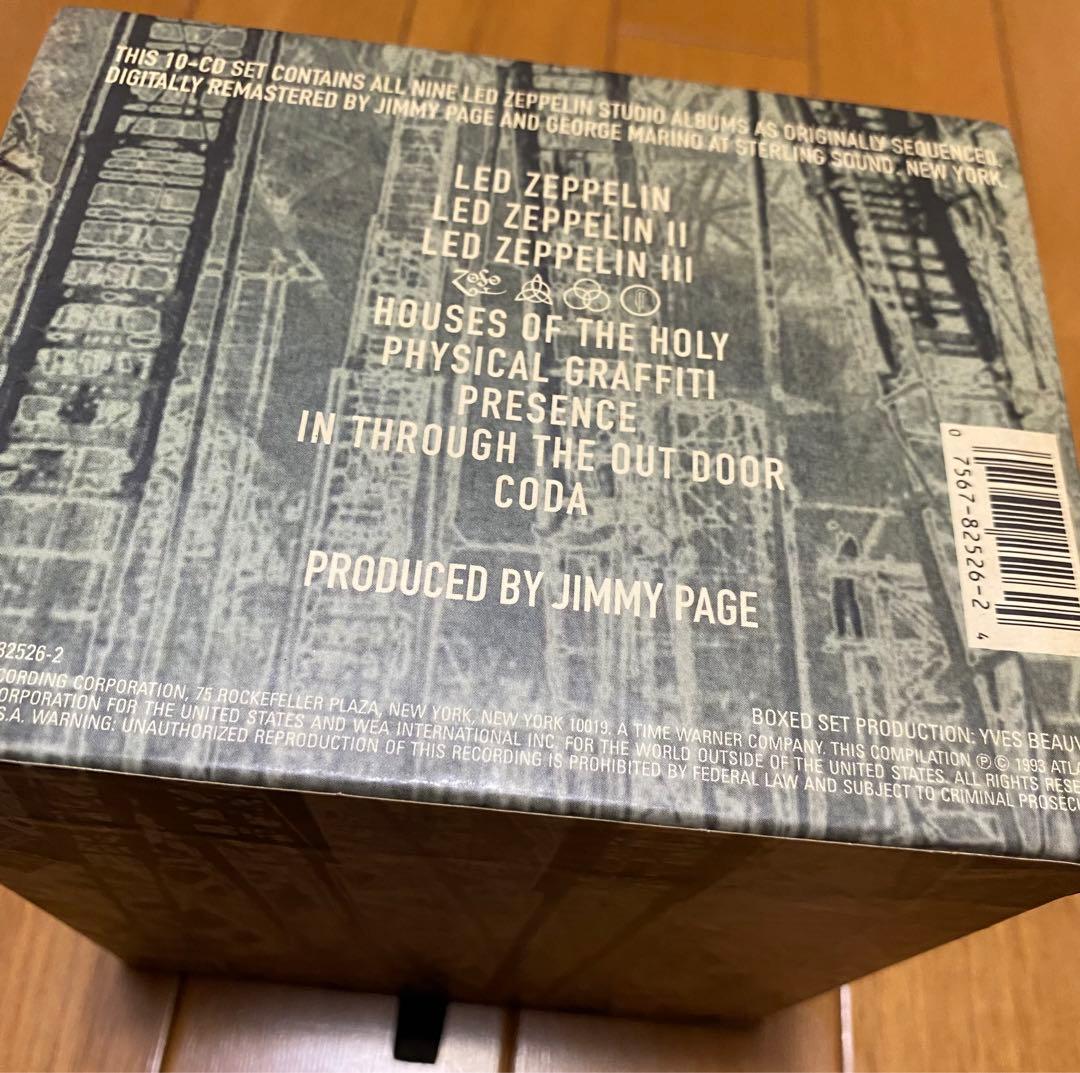 THIS 10-CD SET CONTAINS ALL NINE LED ZEPPELIN STUDIO ALBUMS AS ORIGINALLY SEQUENCED.
DIGITALLY REMASTERED BY JIMMY PAGE AND GEORGE MARINO AT STERLING SOUND, NEW YORK.
LED ZEPPELIN
LED ZEPPELIN II
LED ZEPPELIN III
HOUSES OF THE HOLY
PHYSICAL GRAFFITI
PRESENCE
IN THROUGH THE OUT DOOR
CODA
PRODUCED BY JIMMY PAGE
0 7567-82526-2 4
82526-2
BOXED SET PRODUCTION: YVES BEAUV
CORDING CORPORATION, 75 ROCKEFELLER PLAZA, NEW YORK, NEW YORK 10019. A TIME WARNER COMPANY. THIS COMPILATION ℗ © 1993 ATLA
ORPORATION FOR THE UNITED STATES AND WEA INTERNATIONAL INC. FOR THE WORLD OUTSIDE OF THE UNITED STATES. ALL RIGHTS RESE
S.A. WARNING: UNAUTHORIZED REPRODUCTION OF THIS RECORDING IS PROHIBITED BY FEDERAL LAW AND SUBJECT TO CRIMINAL PROSECU